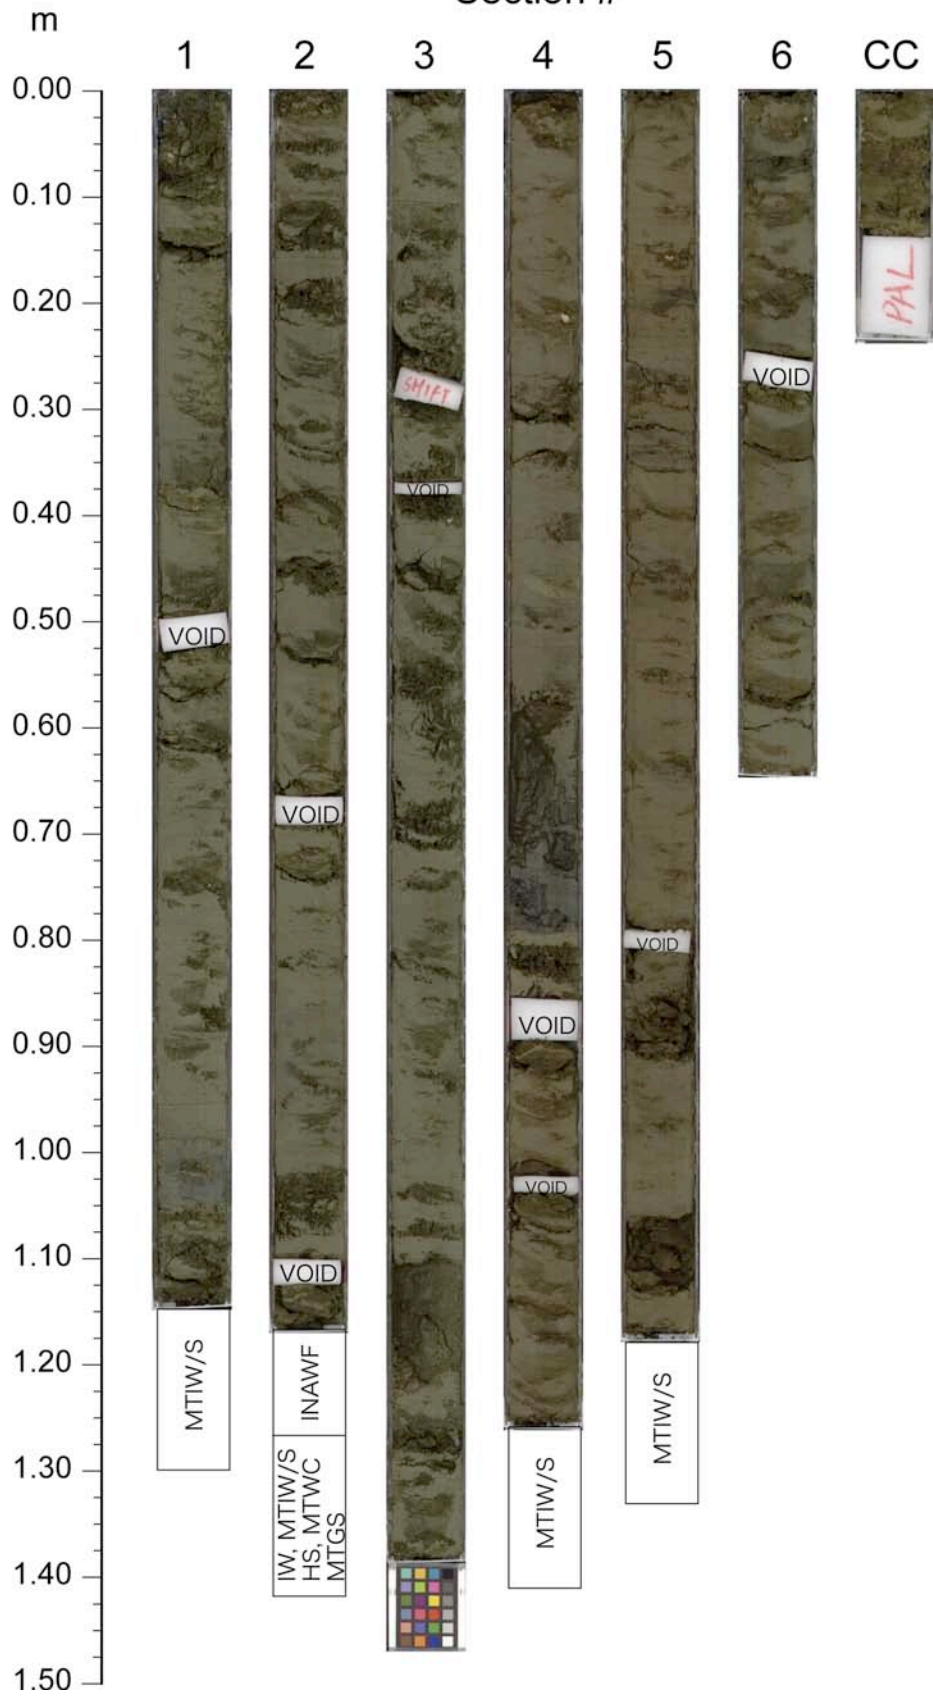 Section #
m
1 2 3 4 5 6 CC
0.00
0.10
0.20
PAL
0.30
VOID
SHIFT
0.40
VOID
0.50
VOID
0.60
0.70
VOID
0.80
VOID
0.90
VOID
1.00
VOID
1.10
VOID
1.20
MTIW/S
INAWF
MTIW/S
1.30
IW, MTIW/S
HS, MTWC
MTGS
MTIW/S
1.40
1.50